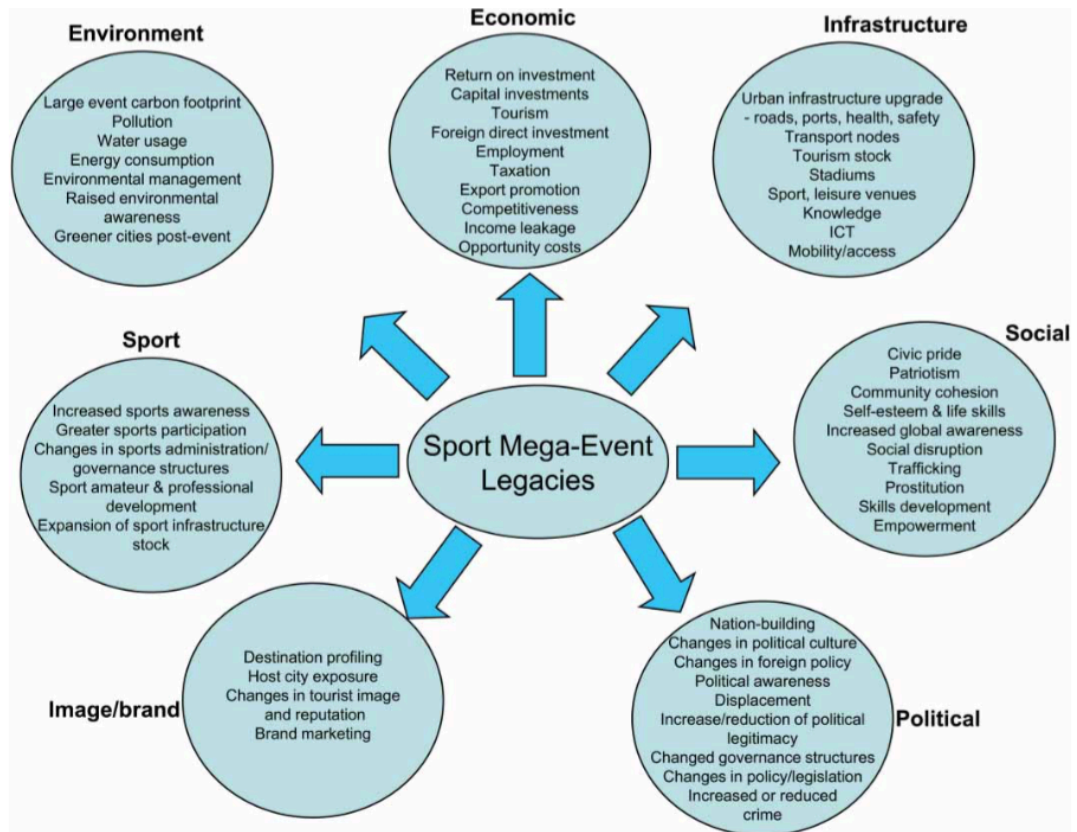 Environment
Large event carbon footprint
Pollution
Water usage
Energy consumption
Environmental management
Raised environmental
awareness
Greener cities post-event
Economic
Return on investment
Capital investments
Tourism
Foreign direct investment
Employment
Taxation
Export promotion
Competitiveness
Income leakage
Opportunity costs
Infrastructure
Urban infrastructure upgrade
- roads, ports, health, safety
Transport nodes
Tourism stock
Stadiums
Sport, leisure venues
Knowledge
ICT
Mobility/access
Sport
Increased sports awareness
Greater sports participation
Changes in sports administration/
governance structures
Sport amateur & professional
development
Expansion of sport infrastructure
stock
Sport Mega-Event
Legacies
Social
Civic pride
Patriotism
Community cohesion
Self-esteem & life skills
Increased global awareness
Social disruption
Trafficking
Prostitution
Skills development
Empowerment
Image/brand
Destination profiling
Host city exposure
Changes in tourist image
and reputation
Brand marketing
Political
Nation-building
Changes in political culture
Changes in foreign policy
Political awareness
Displacement
Increase/reduction of political
legitimacy
Changed governance structures
Changes in policy/legislation
Increased or reduced
crime